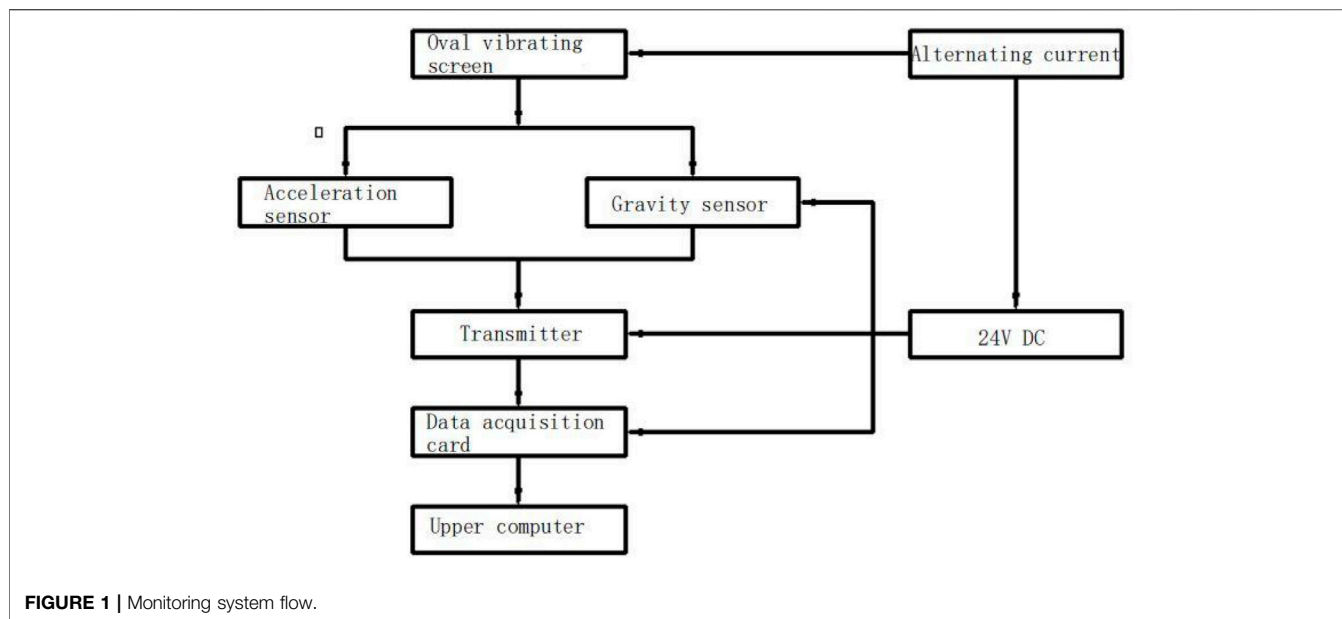 Oval vibrating
screen
Alternating current
Acceleration
sensor
Gravity sensor
Transmitter
24V DC
Data acquisition
card
Upper computer
FIGURE 1 | Monitoring system flow.